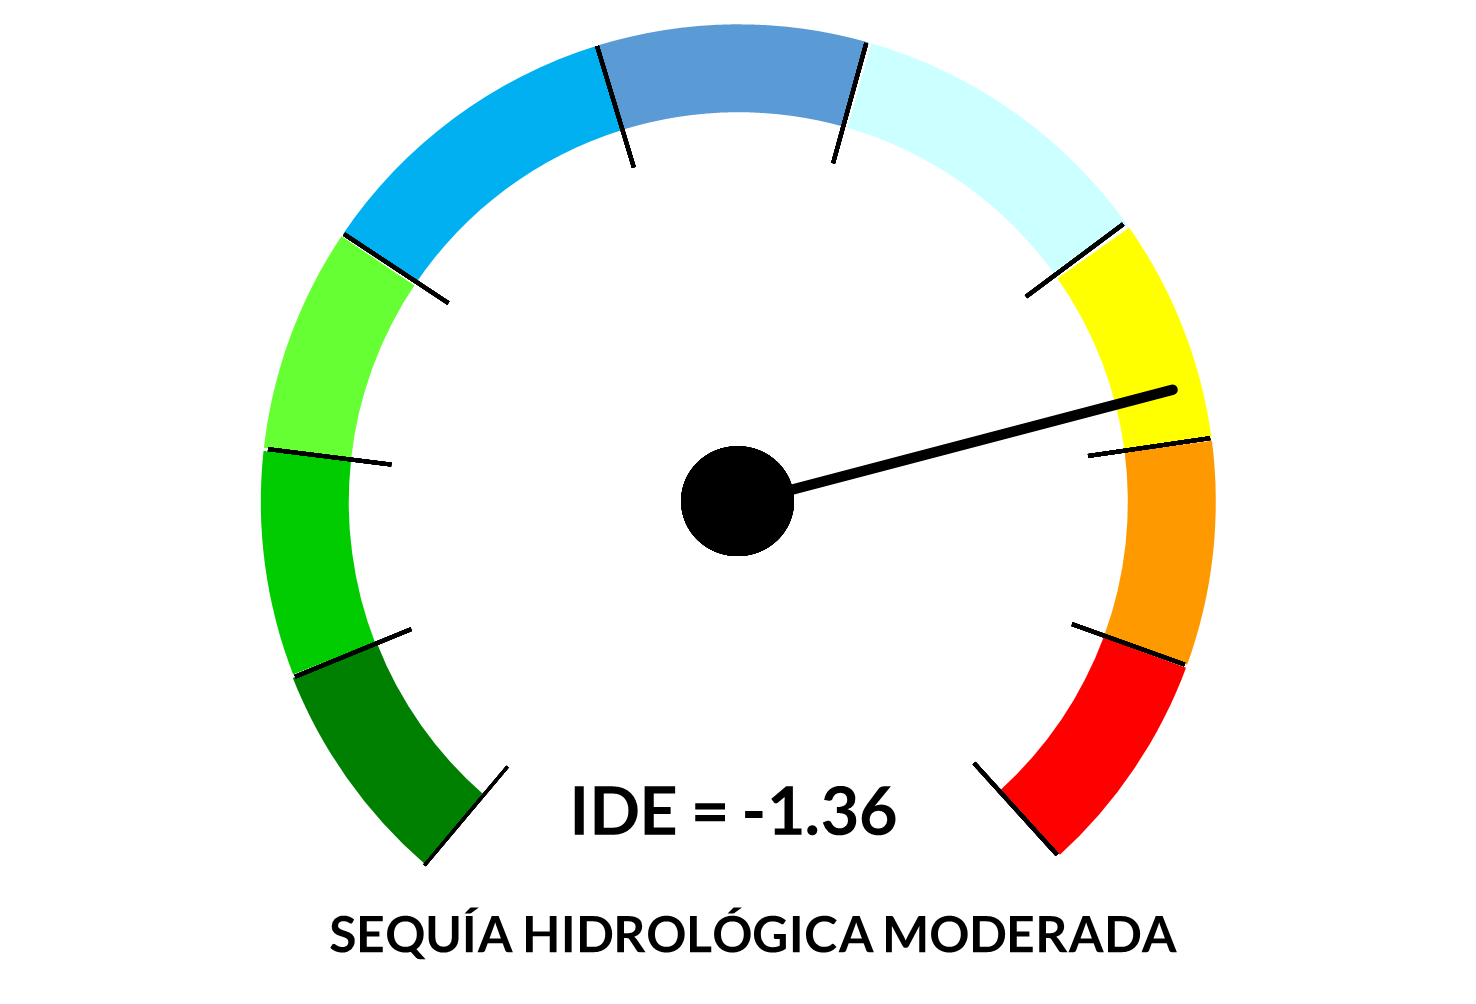 IDE = -1.36
SEQUÍA HIDROLÓGICA MODERADA